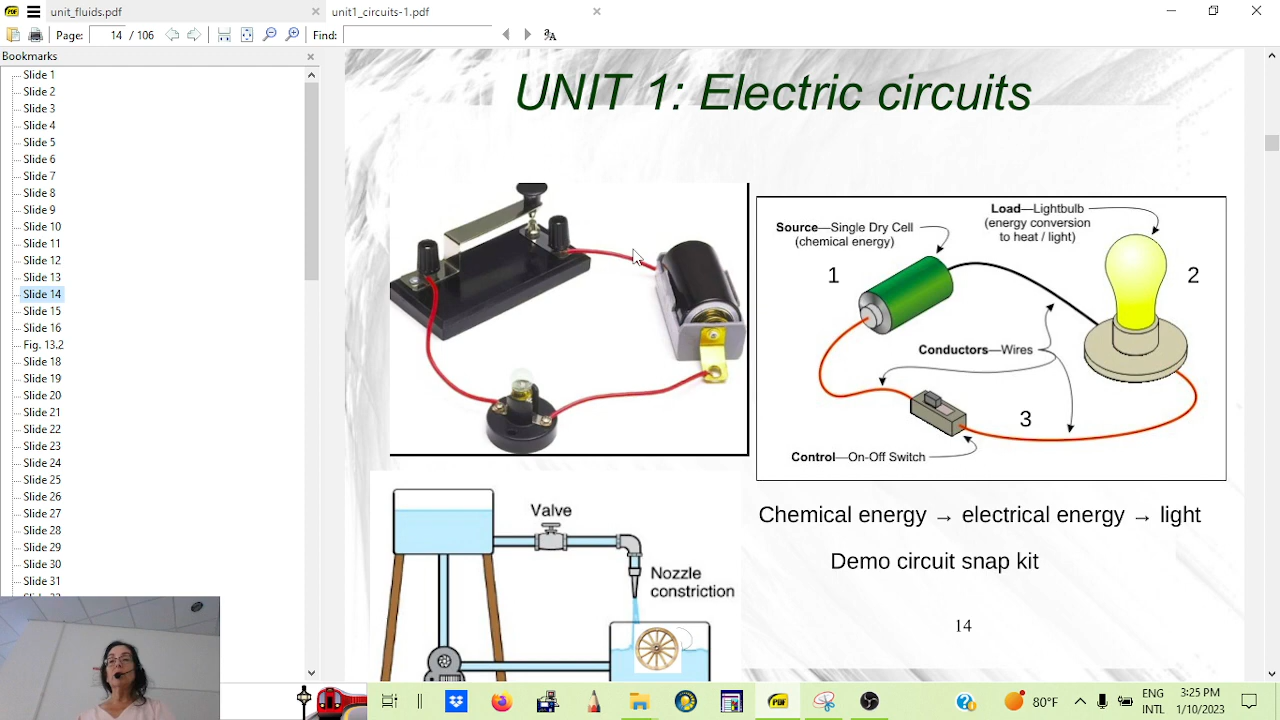 unit_fluids.pdf
unit1_circuits-1.pdf
Page: 14 / 106 Find:
Bookmarks
Slide 1
Slide 2
Slide 3
Slide 4
Slide 5
Slide 6
Slide 7
Slide 8
Slide 9
Slide 10
Slide 11
Slide 12
Slide 13
Slide 14
Slide 15
Slide 16
Fig. 13.2
Slide 18
Slide 19
Slide 20
Slide 21
Slide 22
Slide 23
Slide 24
Slide 25
Slide 26
Slide 27
Slide 28
Slide 29
Slide 30
Slide 31
UNIT 1: Electric circuits
Source—Single Dry Cell
(chemical energy)
Load—Lightbulb
(energy conversion
to heat / light)
1
2
Conductors—Wires
3
Control—On-Off Switch
Valve
Nozzle
constriction
Chemical energy → electrical energy → light
Demo circuit snap kit
14
80°F
ENG
INTL
3:25 PM
1/10/2023